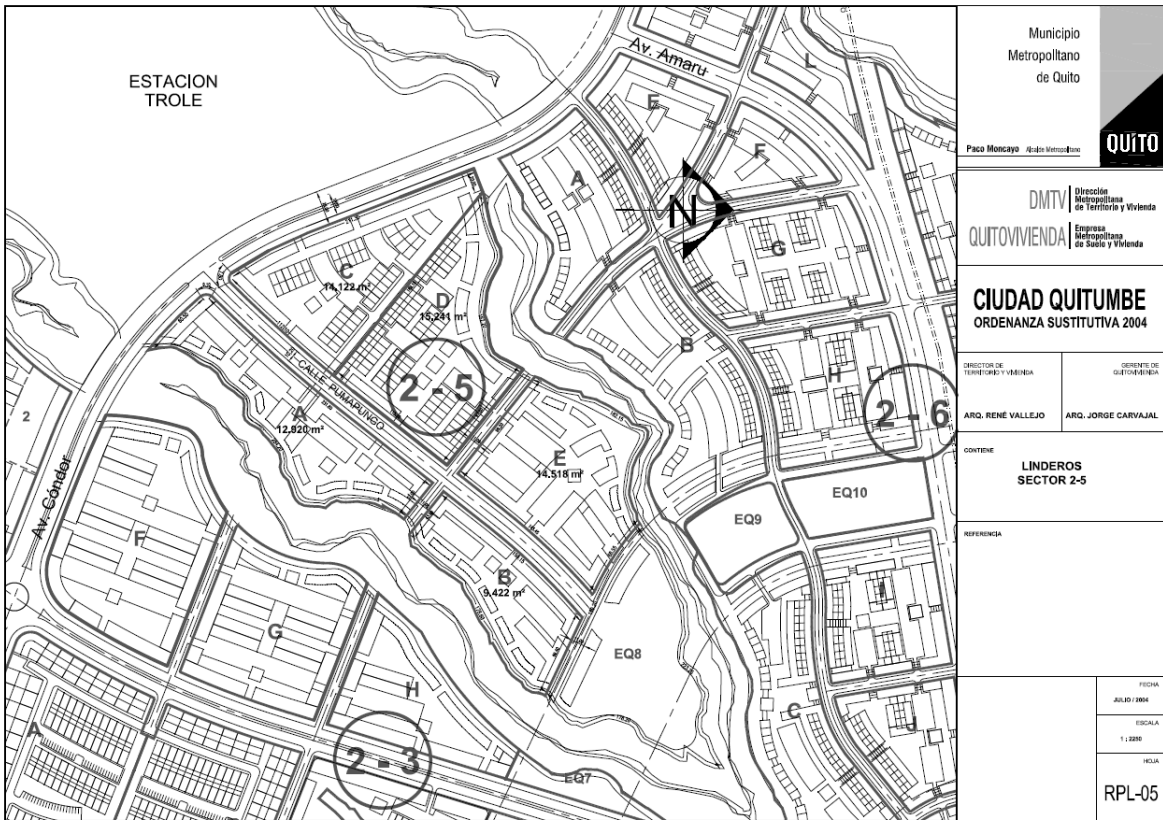 ESTACION
TROLE
Av. Amaru
L
E
F
A
N
G
C
14,122 m²
D
15,241 m²
B
2 - 5
H
2 - 6
CALLE PUMAPUNGO
A
12,920 m²
2
E
14,518 m²
Av. Cóndor
EQ10
EQ9
F
B
9,422 m²
G
EQ8
H
C
A
J
2 - 3
EQ7
Municipio
Metropolitano
de Quito
Paco Moncayo Alcalde Metropolitano
QUITO
DMTV
Dirección
Metropolitana
de Territorio y Vivienda
QUITOVIVIENDA
Empresa
Metropolitana
de Suelo y Vivienda
CIUDAD QUITUMBE
ORDENANZA SUSTITUTIVA 2004
DIRECTOR DE
TERRITORIO Y VIVIENDA
ARQ. RENÉ VALLEJO
GERENTE DE
QUITOVIVIENDA
ARQ. JORGE CARVAJAL
CONTIENE
LINDEROS
SECTOR 2-5
REFERENCIA
FECHA
JULIO / 2004
ESCALA
HOJA
RPL-05